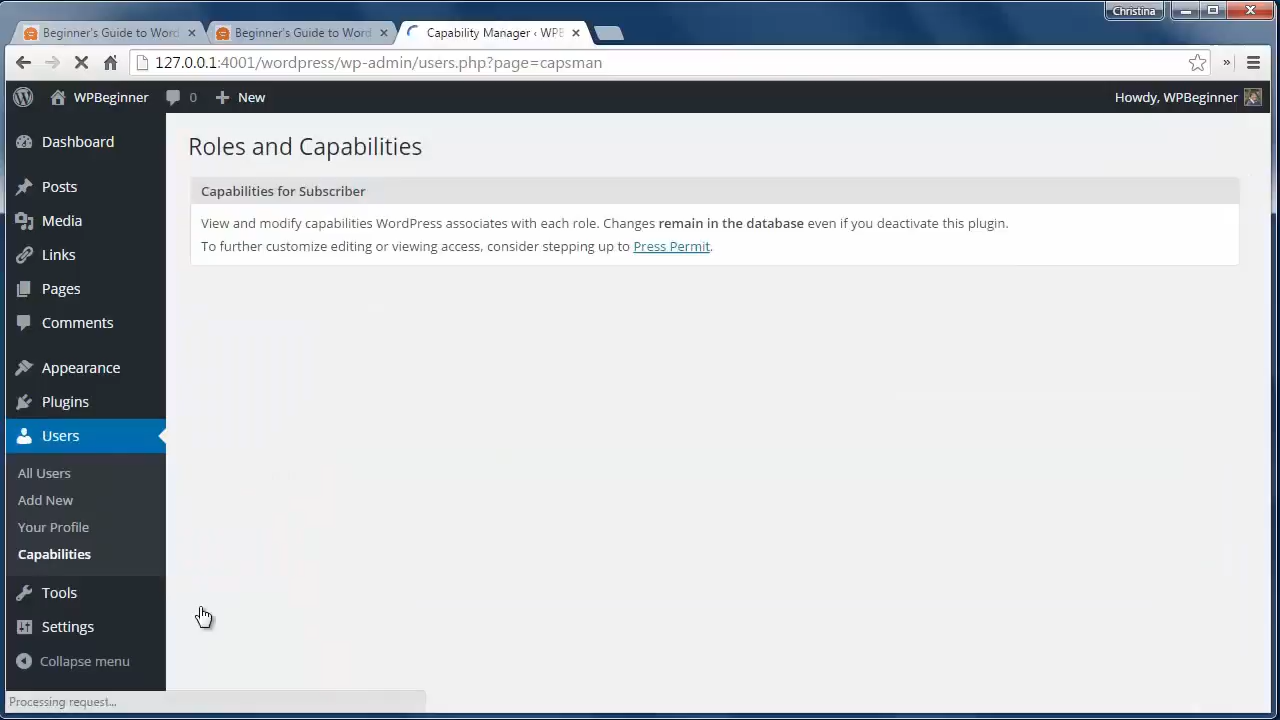 Christina
Beginner's Guide to Word
Beginner's Guide to Word
Capability Manager ‹ WPB
127.0.0.1:4001/wordpress/wp-admin/users.php?page=capsman
WPBeginner
0
New
Howdy, WPBeginner
Dashboard
Posts
Media
Links
Pages
Comments
Appearance
Plugins
Users
All Users
Add New
Your Profile
Capabilities
Tools
Settings
Collapse menu
Roles and Capabilities
Capabilities for Subscriber
View and modify capabilities WordPress associates with each role. Changes remain in the database even if you deactivate this plugin.
To further customize editing or viewing access, consider stepping up to Press Permit.
Processing request...